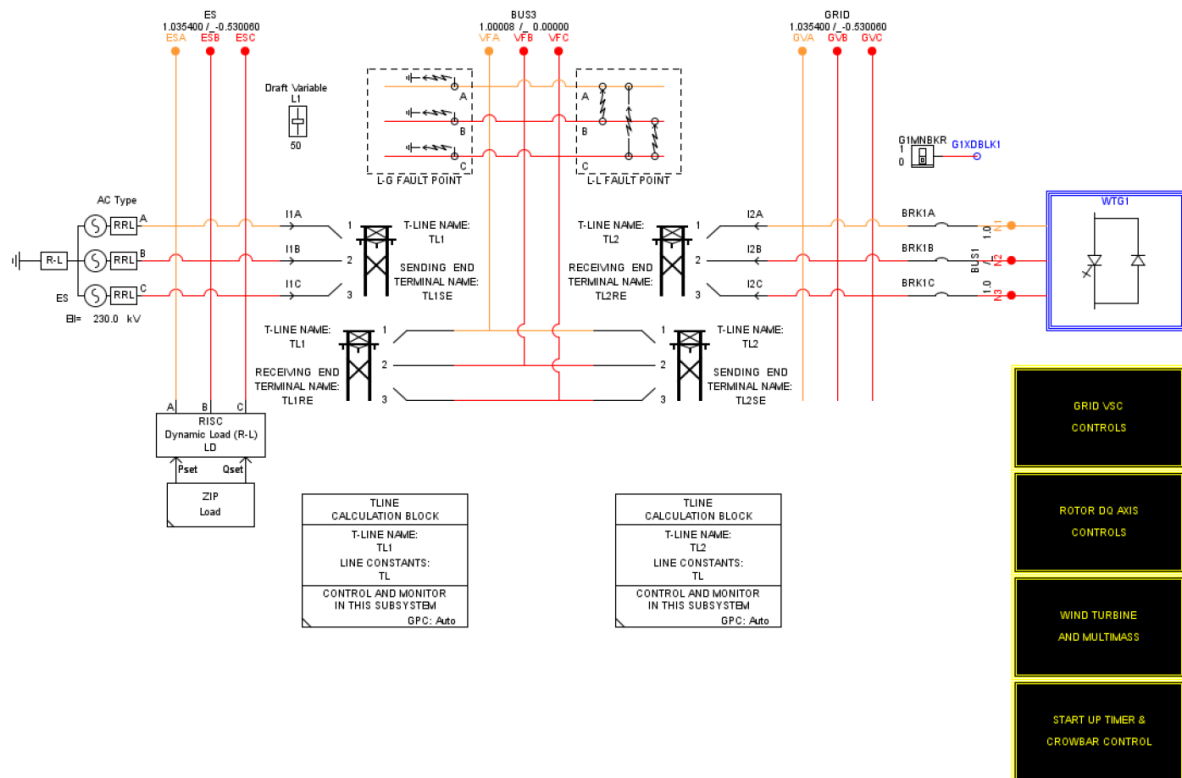 ES
1.035400 /_-0.530060
ESA ESB ESC
BUS3
1.00008 /_ 0.00000
VFA VFB VFC
GRID
1.035400 /_-0.530060
GVA GVB GVC
Draft Variable
L1
50
A
B
C
L-G FAULT POINT
A
B
C
L-L FAULT POINT
G1MNBKR
1
0
G1XDBLK1
AC Type
R-L
RRL A
RRL B
RRL C
ES
230.0 kV
I1A
I1B
I1C
1
2
3
T-LINE NAME:
TL1
SENDING END
TERMINAL NAME:
TL1SE
T-LINE NAME:
TL2
RECEIVING END
TERMINAL NAME:
TL2RE
1
2
3
I2A
I2B
I2C
BRK1A
BRK1B
BRK1C
BUS1
1.0 /_
1.0
N1
N2
N3
WTG1
T-LINE NAME:
TL1
RECEIVING END
TERMINAL NAME:
TL1RE
1
2
3
1
2
3
T-LINE NAME:
TL2
SENDING END
TERMINAL NAME:
TL2SE
A B C
RISC
Dynamic Load (R-L)
LD
Pset Qset
ZIP
Load
TLINE
CALCULATION BLOCK
T-LINE NAME:
TL1
LINE CONSTANTS:
TL
CONTROL AND MONITOR
IN THIS SUBSYSTEM
GPC: Auto
TLINE
CALCULATION BLOCK
T-LINE NAME:
TL2
LINE CONSTANTS:
TL
CONTROL AND MONITOR
IN THIS SUBSYSTEM
GPC: Auto
GRID VSC
CONTROLS
ROTOR DQ AXIS
CONTROLS
WIND TURBINE
AND MULTIMASS
START UP TIMER &
CROWBAR CONTROL